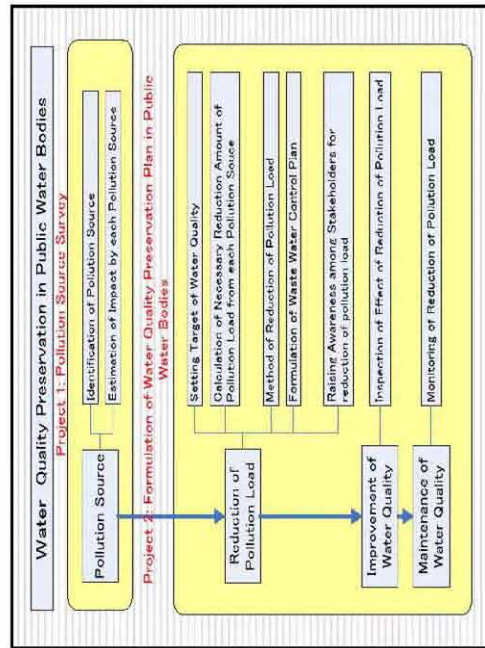 Water Quality Preservation in Public Water Bodies
Project 1: Pollution Source Survey
Pollution Source
Identification of Pollution Source
Estimation of Impact by each Pollution Source
Project 2: Formulation of Water Quality Preservation Plan in Public
Water Bodies
Reduction of
Pollution Load
Setting Target of Water Quality
Calculation of Necessary Reduction Amount of
Pollution Load from each Pollution Souce
Method of Reduction of Pollution Load
Formulation of Waste Water Control Plan
Raising Awareness among Stakeholders for
reduction of pollution load
Improvement of
Water Quality
Inspection of Effect of Reduction of Pollution Load
Maintenance of
Water Quality
Monitoring of Reduction of Pollution Load